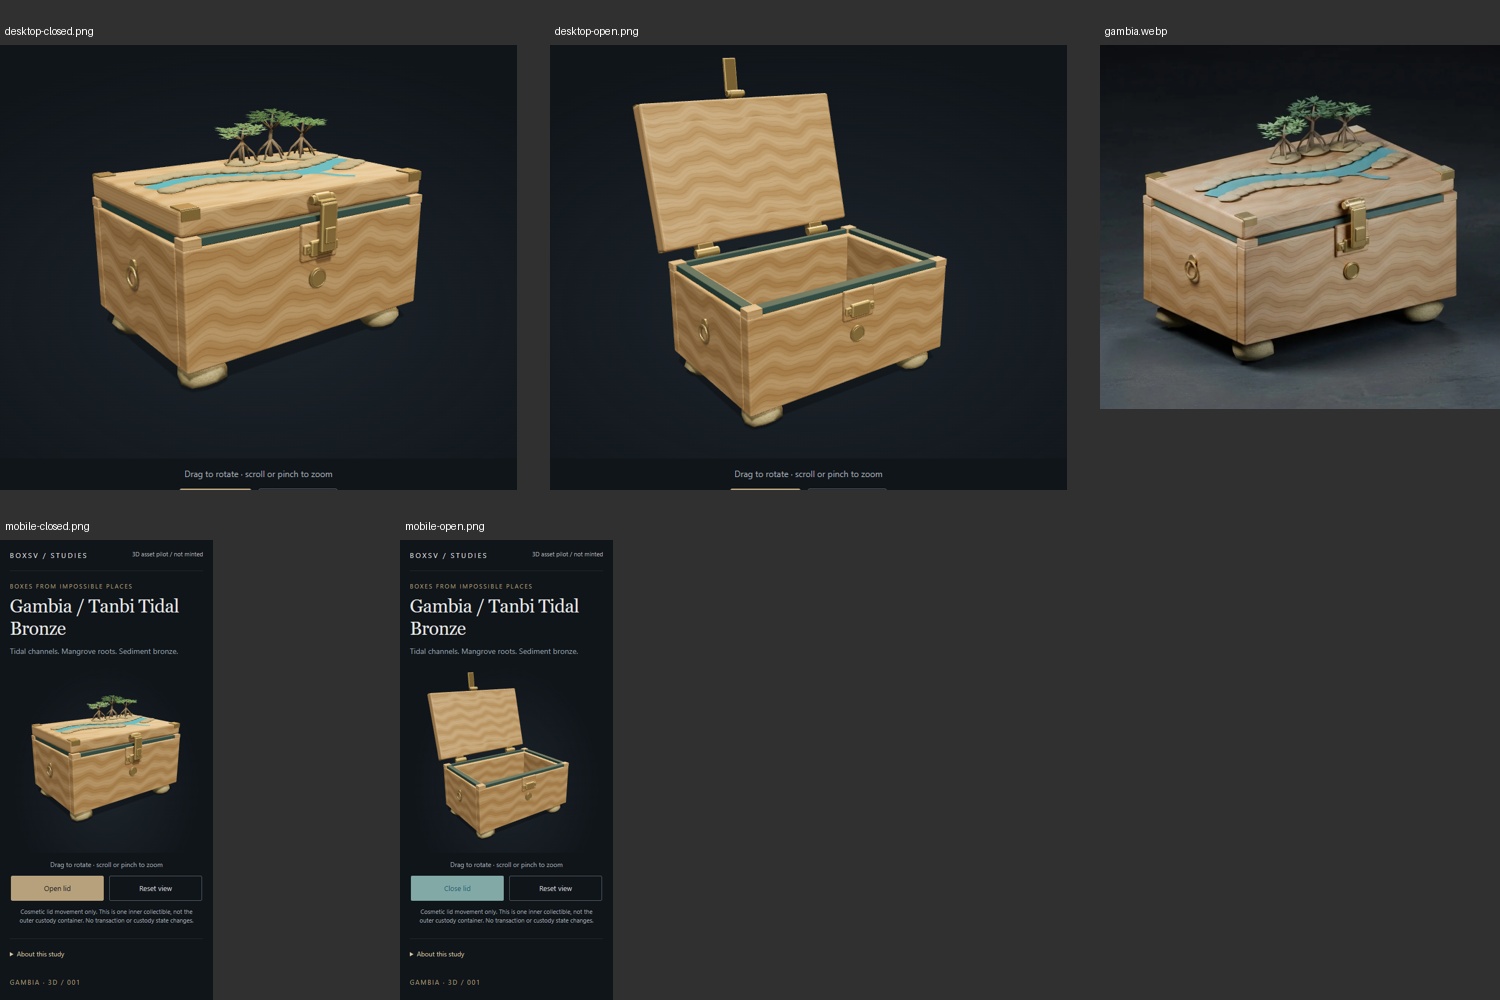 desktop-closed.png
desktop-open.png
gambia.webp
Drag to rotate · scroll or pinch to zoom
Drag to rotate · scroll or pinch to zoom
mobile-closed.png
mobile-open.png
BOXSV / STUDIES
3D asset pilot / not minted
BOXES FROM IMPOSSIBLE PLACES
Gambia / Tanbi Tidal
Bronze
Tidal channels. Mangrove roots. Sediment bronze.
Drag to rotate · scroll or pinch to zoom
Open lid
Reset view
Cosmetic lid movement only. This is one inner collectible, not the
outer custody container. No transaction or custody state changes.
▶ About this study
GAMBIA - 3D / 001
BOXSV / STUDIES
3D asset pilot / not minted
BOXES FROM IMPOSSIBLE PLACES
Gambia / Tanbi Tidal
Bronze
Tidal channels. Mangrove roots. Sediment bronze.
Drag to rotate · scroll or pinch to zoom
Close lid
Reset view
Cosmetic lid movement only. This is one inner collectible, not the
outer custody container. No transaction or custody state changes.
▶ About this study
GAMBIA - 3D / 001